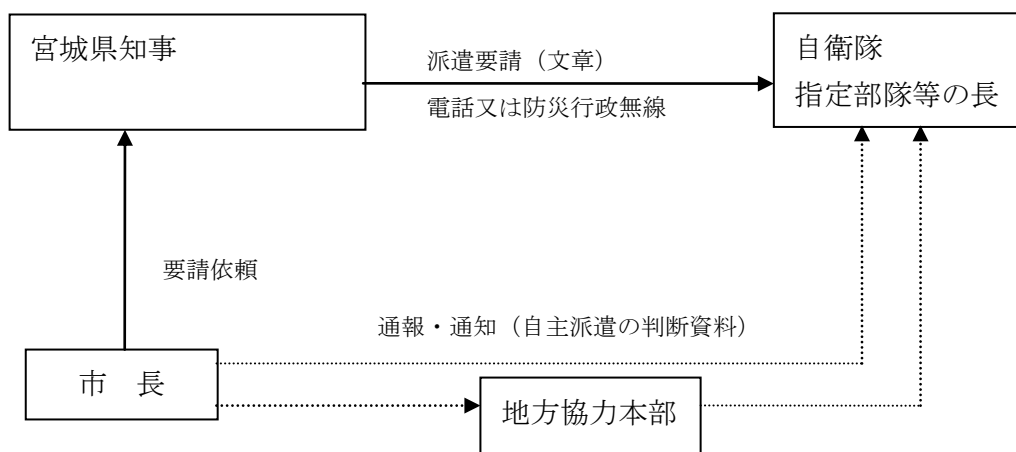 宮城県知事
派遣要請（文章）
電話又は防災行政無線
自衛隊
指定部隊等の長
要請依頼
通報・通知（自主派遣の判断資料）
市　長
地方協力本部